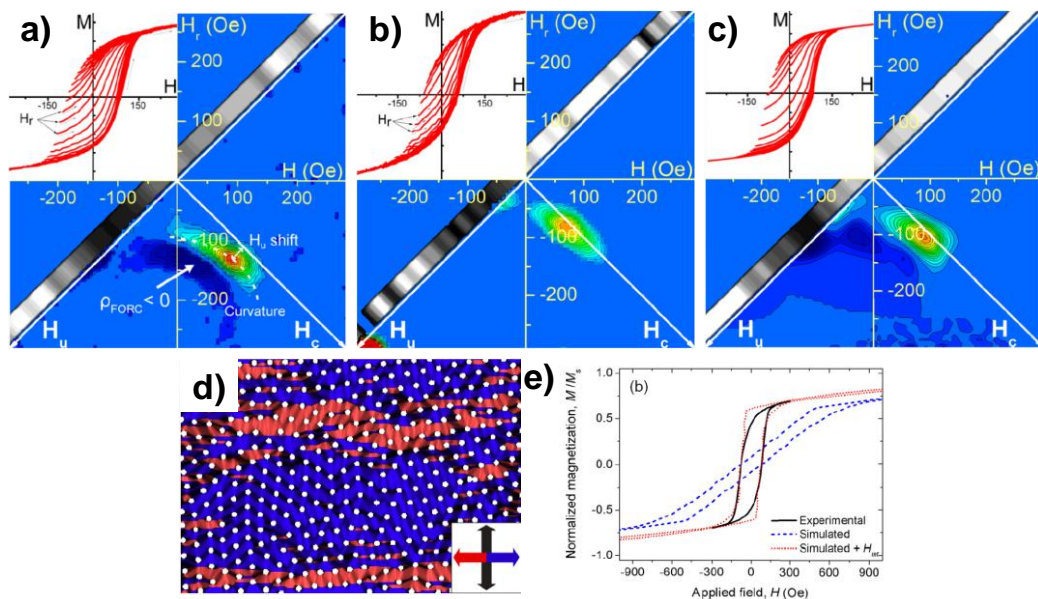 a)
M
H
-150
150
Hr
Hr (Oe)
200
100
H (Oe)
-200
-100
100
200
-100
-200
Hu shift
ρFORC < 0
Curvature
Hu
Hc
b)
M
H
-150
150
Hr
Hr (Oe)
200
100
H (Oe)
-200
-100
100
200
-100
-200
Hu
Hc
c)
M
H
-150
150
Hr (Oe)
200
100
H (Oe)
-200
-100
100
200
-100
-200
Hu
Hc
d)
e)
(b)
Normalized magnetization, M/Ms
1.0
0.5
0.0
-0.5
-1.0
Experimental
Simulated
Simulated + Hint
-900 -600 -300 0 300 600 900
Applied field, H (Oe)